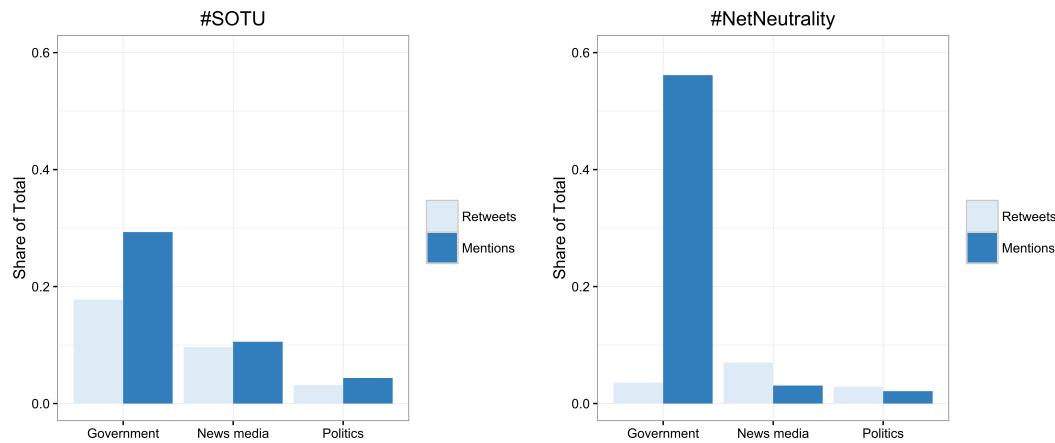 #SOTU
0.6
0.4
0.2
0.0
Share of Total
Government News media Politics
Retweets
Mentions
#NetNeutrality
0.6
0.4
0.2
0.0
Share of Total
Government News media Politics
Retweets
Mentions